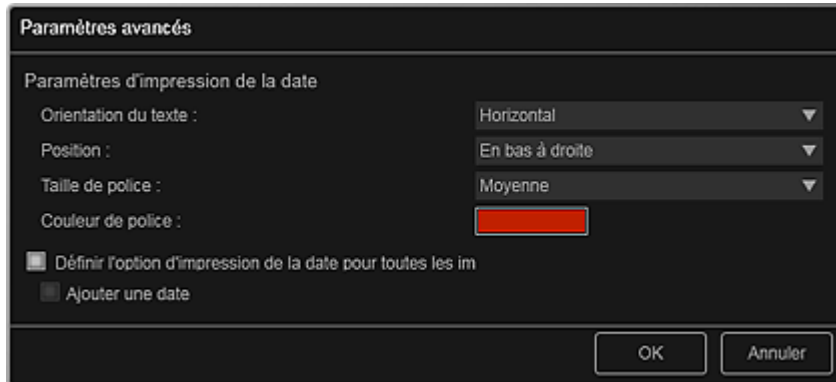 Paramètres avancés
Paramètres d'impression de la date
Orientation du texte : Horizontal
Position : En bas à droite
Taille de police : Moyenne
Couleur de police :
Définir l'option d'impression de la date pour toutes les im
Ajouter une date
OK Annuler